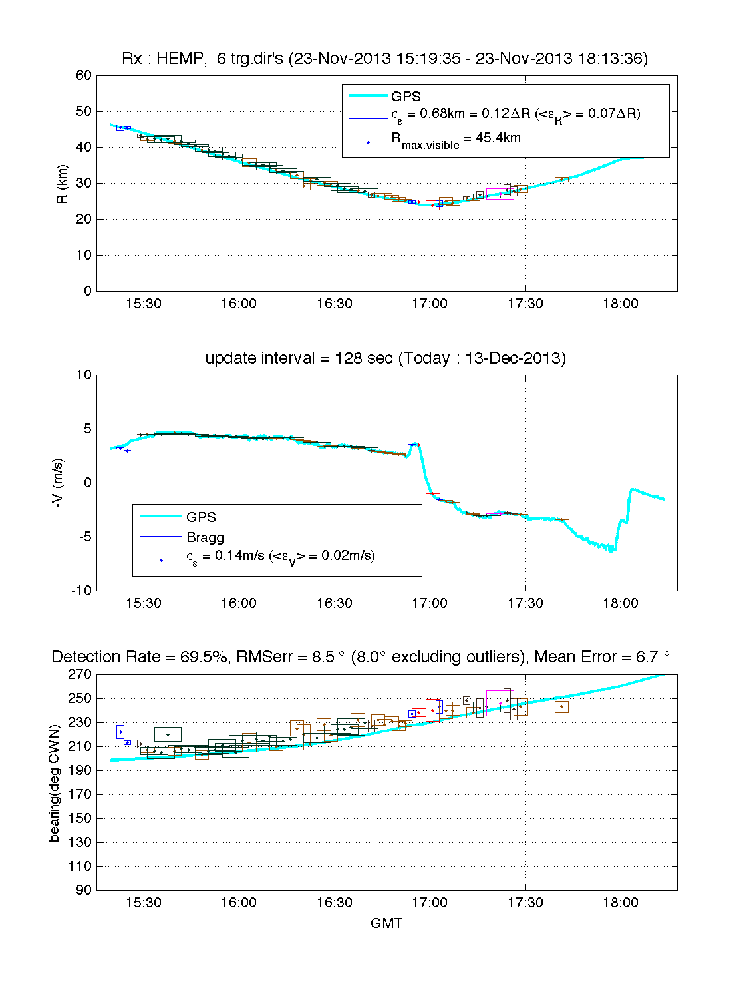 Rx : HEMP,  6 trg.dir's (23-Nov-2013 15:19:35 - 23-Nov-2013 18:13:36)
60
50
40
30
20
10
0
R (km)
GPS
cε = 0.68km = 0.12ΔR (<εR> = 0.07ΔR)
Rmax.visible = 45.4km
15:30 16:00 16:30 17:00 17:30 18:00
update interval = 128 sec (Today : 13-Dec-2013)
10
5
0
-5
-10
-V (m/s)
GPS
Bragg
cε = 0.14m/s (<εV> = 0.02m/s)
15:30 16:00 16:30 17:00 17:30 18:00
Detection Rate = 69.5%, RMSerr = 8.5 ° (8.0° excluding outliers), Mean Error = 6.7 °
270
250
230
210
190
170
150
130
110
90
bearing(deg CWN)
15:30 16:00 16:30 17:00 17:30 18:00
GMT